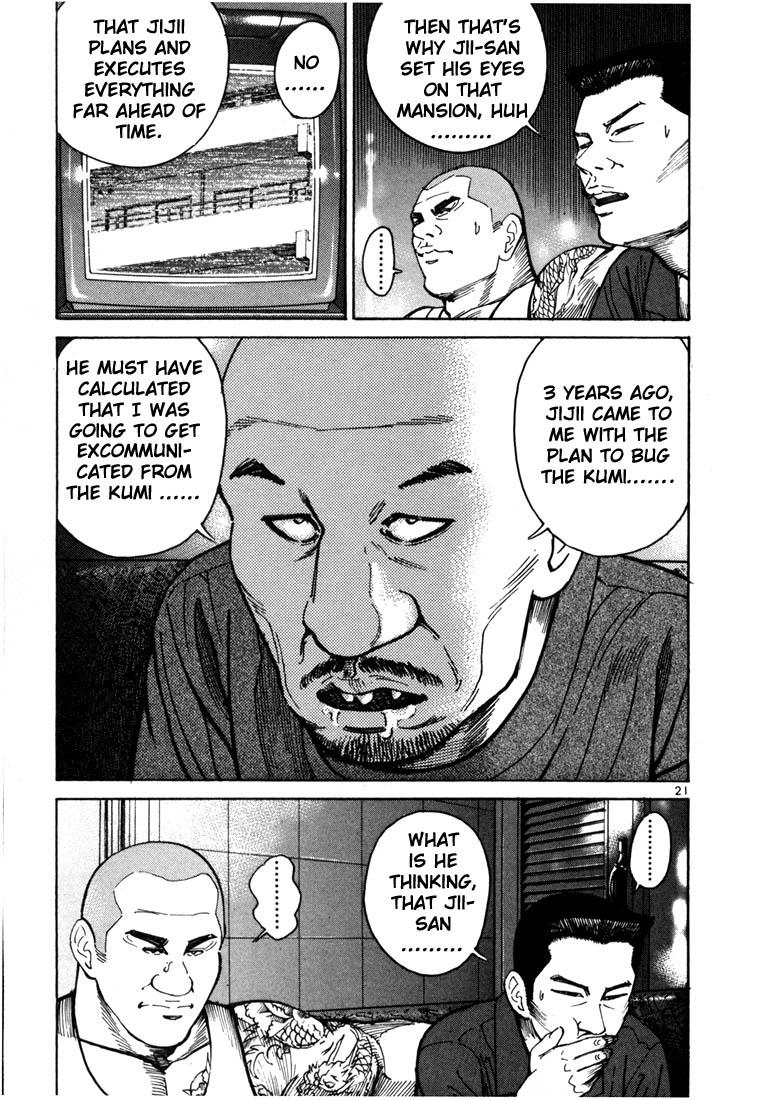 THEN THAT'S
WHY JII-SAN
SET HIS EYES
ON THAT
MANSION, HUH
.........
.......
NO
......
THAT JIJII
PLANS AND
EXECUTES
EVERYTHING
FAR AHEAD OF
TIME.
3 YEARS AGO,
JIJII CAME TO
ME WITH THE
PLAN TO BUG
THE KUMI.......
HE MUST HAVE
CALCULATED
THAT I WAS
GOING TO GET
EXCOMMUNI-
CATED FROM
THE KUMI ......
21
.......
WHAT
IS HE
THINKING,
THAT JII-
SAN
.........
.......